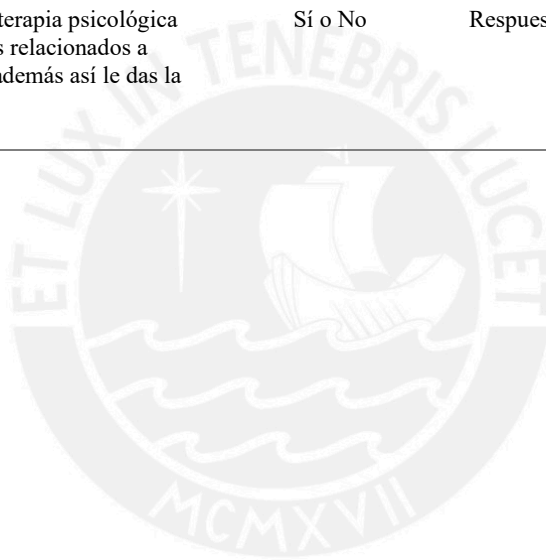 terapia psicológica Sí o No Respues
s relacionados a
además así le das la
ET LUX IN TENEBRIS LUCET
MCMXVII